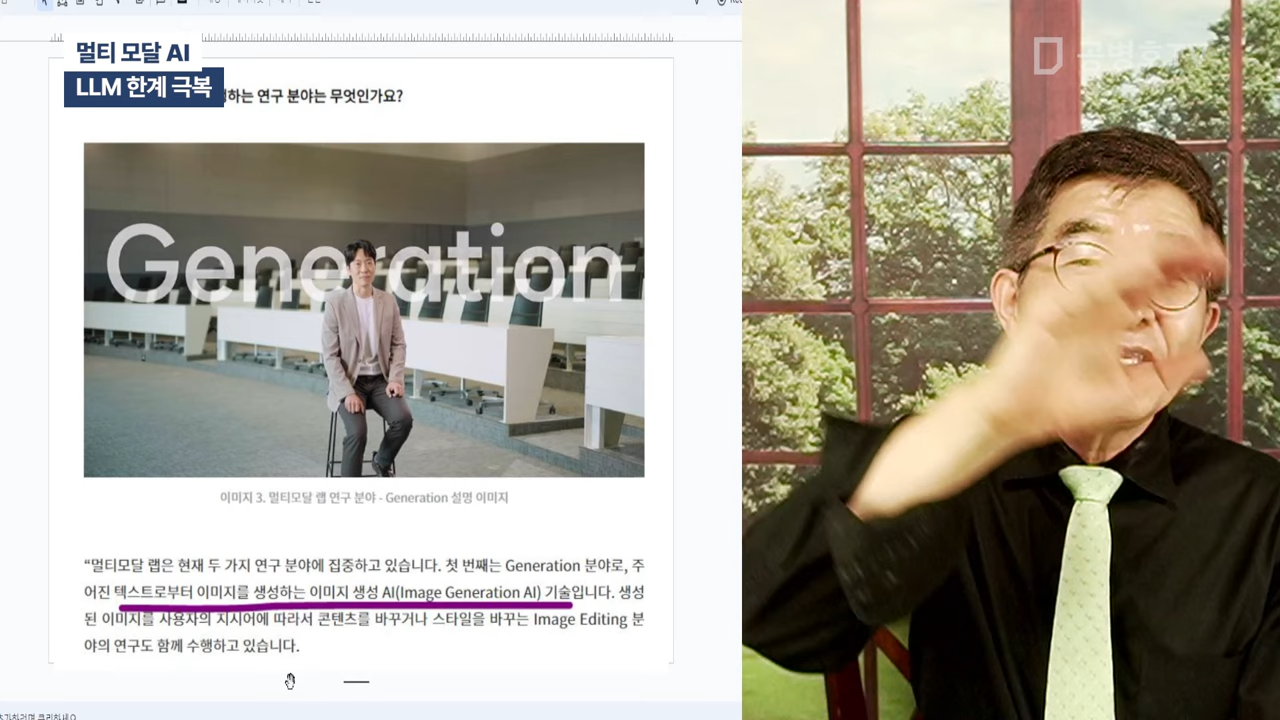 멀티 모달 AI
LLM 한계 극복
하는 연구 분야는 무엇인가요?
Generation
이미지 3. 멀티모달 랩 연구 분야 - Generation 설명 이미지
“멀티모달 랩은 현재 두 가지 연구 분야에 집중하고 있습니다. 첫 번째는 Generation 분야로, 주
어진 텍스트로부터 이미지를 생성하는 이미지 생성 AI(Image Generation AI) 기술입니다. 생성
된 이미지를 사용자의 지시어에 따라서 콘텐츠를 바꾸거나 스타일을 바꾸는 Image Editing 분
야의 연구도 함께 수행하고 있습니다.